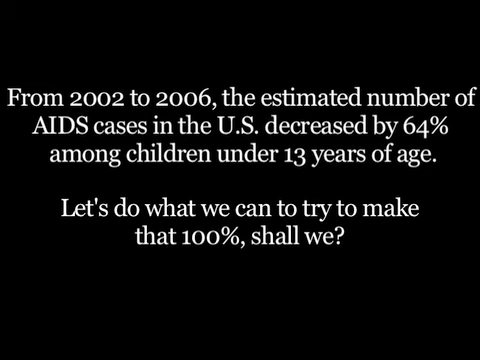 From 2002 to 2006, the estimated number of
AIDS cases in the U.S. decreased by 64%
among children under 13 years of age.
Let's do what we can to try to make
that 100%, shall we?